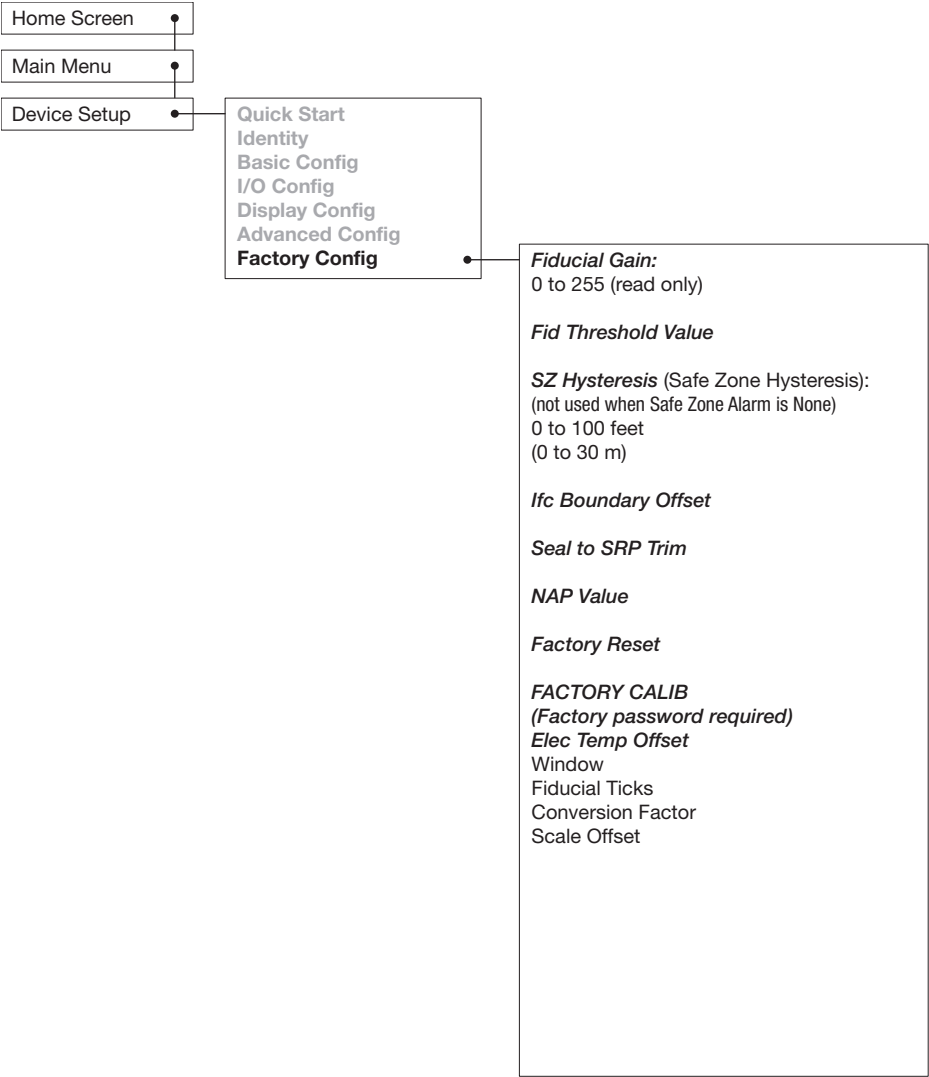 Home Screen
Main Menu
Device Setup
Quick Start
Identity
Basic Config
I/O Config
Display Config
Advanced Config
Factory Config
Fiducial Gain:
0 to 255 (read only)
Fid Threshold Value
SZ Hysteresis (Safe Zone Hysteresis):
(not used when Safe Zone Alarm is None)
0 to 100 feet
(0 to 30 m)
Ifc Boundary Offset
Seal to SRP Trim
NAP Value
Factory Reset
FACTORY CALIB
(Factory password required)
Elec Temp Offset
Window
Fiducial Ticks
Conversion Factor
Scale Offset